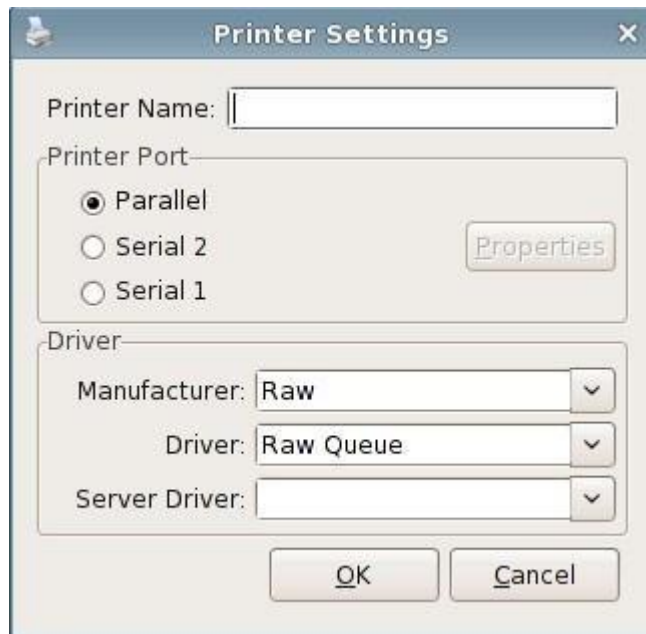 Printer Settings
Printer Name:
Printer Port
Parallel
Serial 2
Properties
Serial 1
Driver
Manufacturer: Raw
Driver: Raw Queue
Server Driver:
OK Cancel